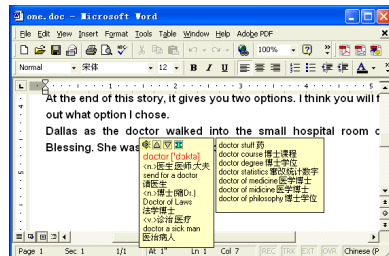 one.doc - Microsoft Word
File Edit View Insert Format Tools Table Window Help Adobe PDF
100%
Normal 宋体 12 B I U
At the end of this story, it gives you two options. I think you will f
out what option I chose.
Dallas as the doctor walked into the small hospital room o
Blessing. She was
doctor ['dɔktə]
<n.>医生;医师;大夫
send for a doctor
请医生
<n.>博士(略Dr.)
Doctor of Laws
法学博士
<v.>诊治;医疗
doctor a sick man
医治病人
doctor stuff 药
doctor course 博士课程
doctor degree 博士学位
doctor statistics 窜改统计数字
doctor of medicine 医学博士
doctor of midicine 医学博士
doctor of philosophy 博士学位
Page 1 Sec 1 1/1 At 1" Ln 1 Col 7 REC TRK EXT OVR Chinese (P